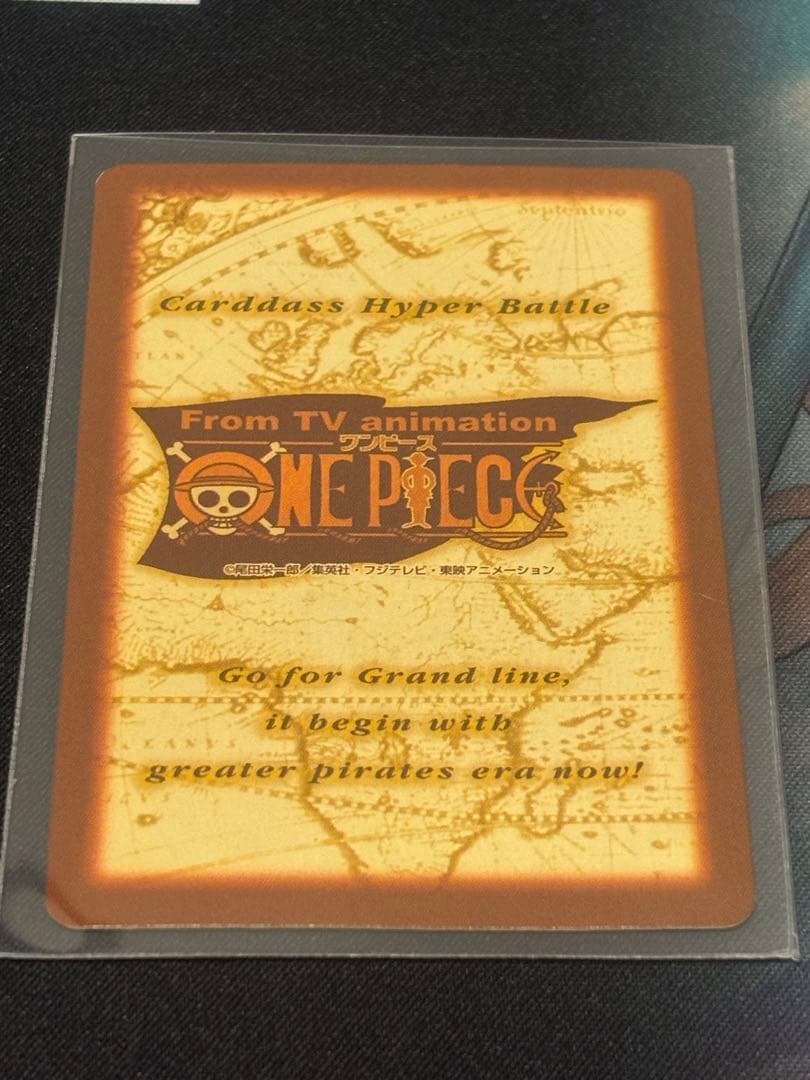 Septentrio
Carddass Hyper Battle
From TV animation
ワンピース
ONE PIECE
©尾田栄一郎/集英社・フジテレビ・東映アニメーション
Go for Grand line,
it begin with
greater pirates era now!